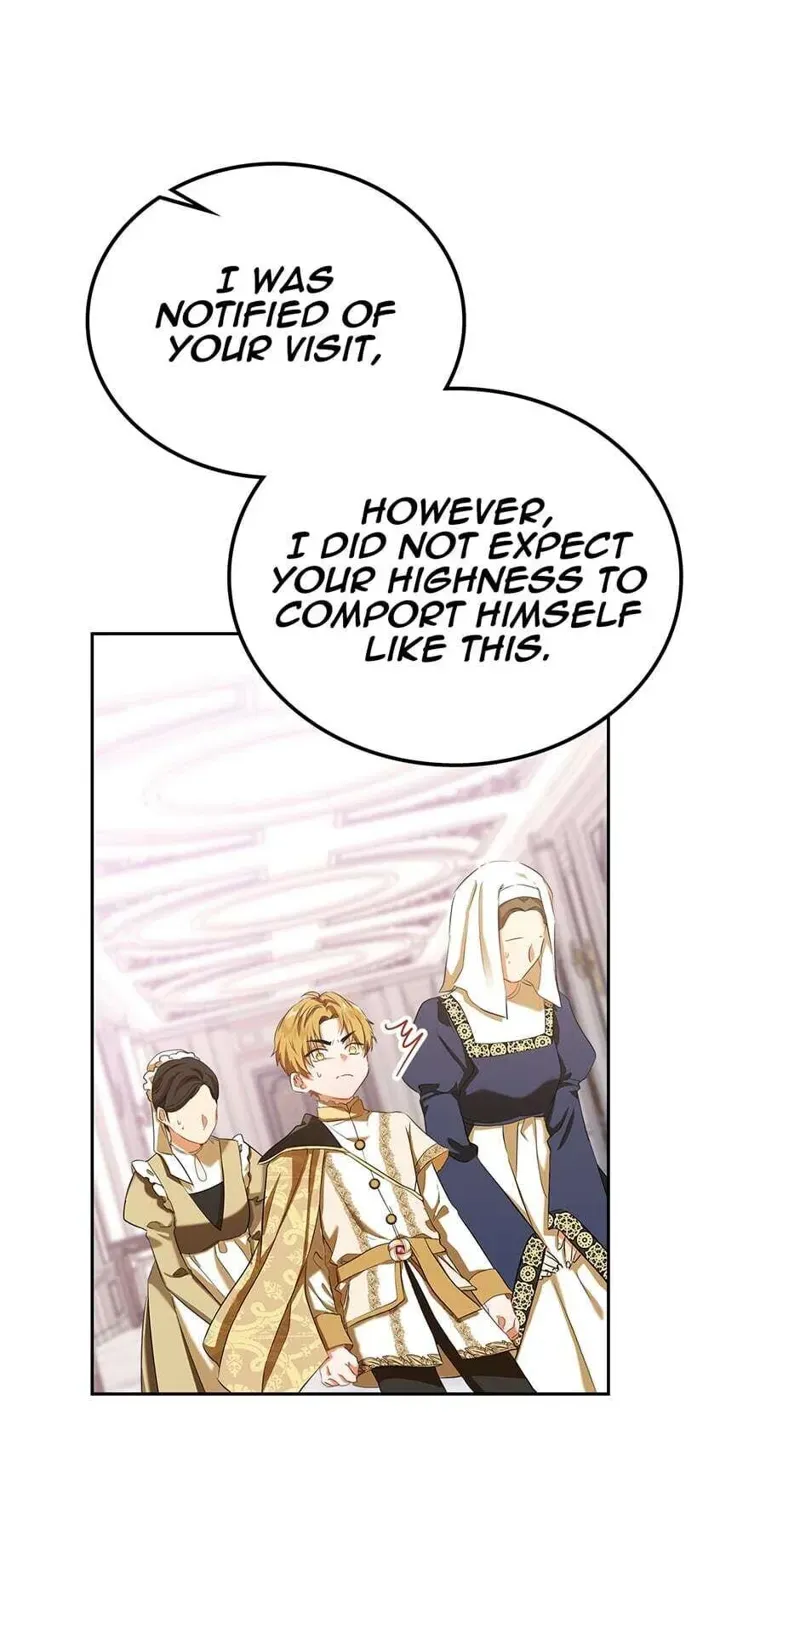 I WAS
NOTIFIED OF
YOUR VISIT,
HOWEVER,
I DID NOT EXPECT
YOUR HIGHNESS TO
COMPORT HIMSELF
LIKE THIS.